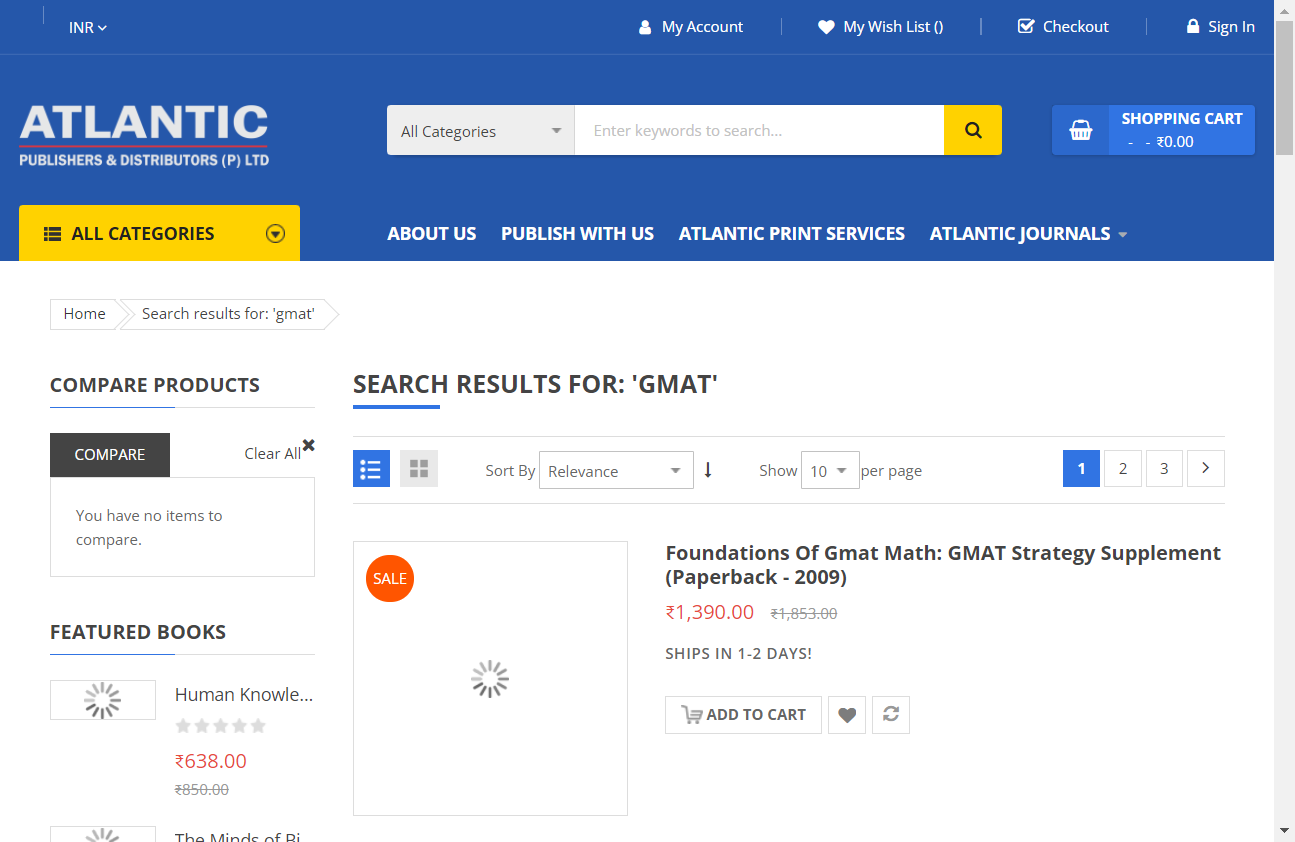 INR
My Account
My Wish List ()
Checkout
Sign In
ATLANTIC
PUBLISHERS & DISTRIBUTORS (P) LTD
All Categories
Enter keywords to search...
SHOPPING CART
- - ₹0.00
ALL CATEGORIES
ABOUT US
PUBLISH WITH US
ATLANTIC PRINT SERVICES
ATLANTIC JOURNALS
Home
Search results for: 'gmat'
COMPARE PRODUCTS
COMPARE
Clear All
You have no items to
compare.
FEATURED BOOKS
Human Knowle...
₹638.00
₹850.00
The Minds of Bi
SEARCH RESULTS FOR: 'GMAT'
Sort By
Relevance
Show
10
per page
1
2
3
SALE
Foundations Of Gmat Math: GMAT Strategy Supplement
(Paperback - 2009)
₹1,390.00 ₹1,853.00
SHIPS IN 1-2 DAYS!
ADD TO CART